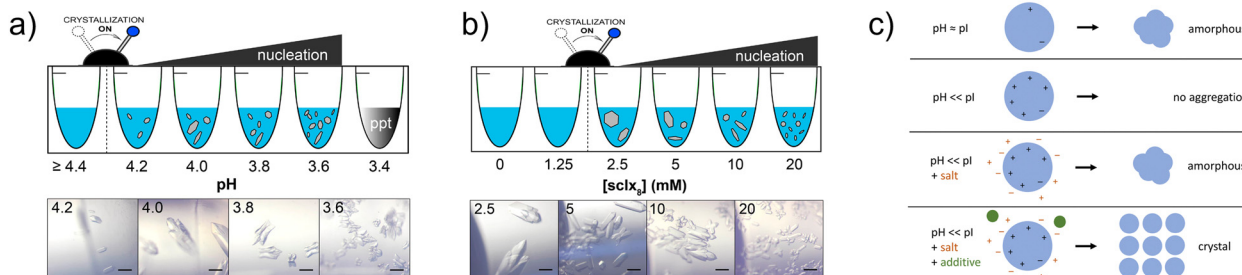 a)
CRYSTALLIZATION
ON
nucleation
ppt
≥ 4.4 4.2 4.0 3.8 3.6 3.4
pH
4.2 4.0 3.8 3.6
b)
CRYSTALLIZATION
ON
nucleation
0 1.25 2.5 5 10 20
[sclx₈] (mM)
2.5 5 10 20
c)
pH ≈ pI
+
−
amorphous
pH << pI
no aggregation
pH << pI
+ salt
amorphous
pH << pI
+ salt
+ additive
crystal